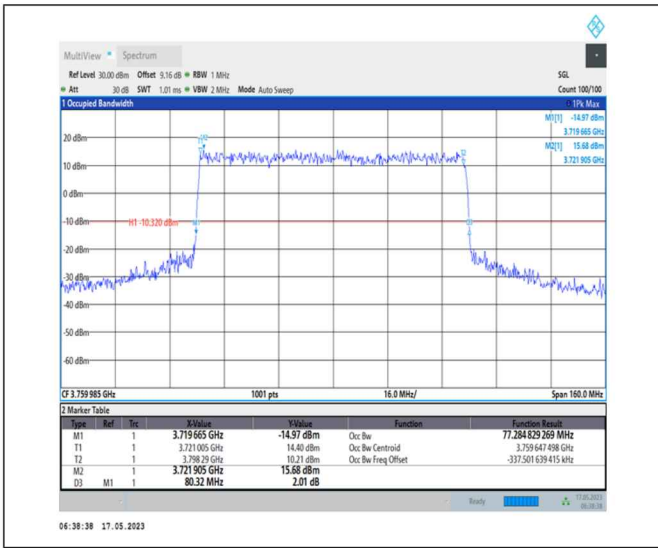 MultiView Spectrum
Ref Level 30.00 dBm Offset 9.16 dB RBW 1 MHz SGL
Att 30 dB SWT 1.01 ms VBW 2 MHz Mode Auto Sweep Count 100/100
1 Occupied Bandwidth 1Pk Max
M1[1] -14.97 dBm
3.719 665 GHz
M2[1] 15.68 dBm
3.721 905 GHz
20 dBm
10 dBm
0 dBm
-10 dBm
H1 -10.320 dBm
M1
-20 dBm
-30 dBm
-40 dBm
-50 dBm
-60 dBm
CF 3.759 985 GHz 1001 pts 16.0 MHz/ Span 160.0 MHz
2 Marker Table
Type Ref Trc X-Value Y-Value Function Function Result
M1 1 3.719 665 GHz -14.97 dBm Occ Bw 77.284 829 269 MHz
T1 1 3.721 005 GHz 14.40 dBm Occ Bw Centroid 3.759 647 498 GHz
T2 1 3.798 29 GHz 10.21 dBm Occ Bw Freq Offset -337.501 639 415 kHz
M2 1 3.721 905 GHz 15.68 dBm
D3 M1 1 80.32 MHz 2.01 dB
Ready 17.05.2023
06:38:38
06:38:38 17.05.2023